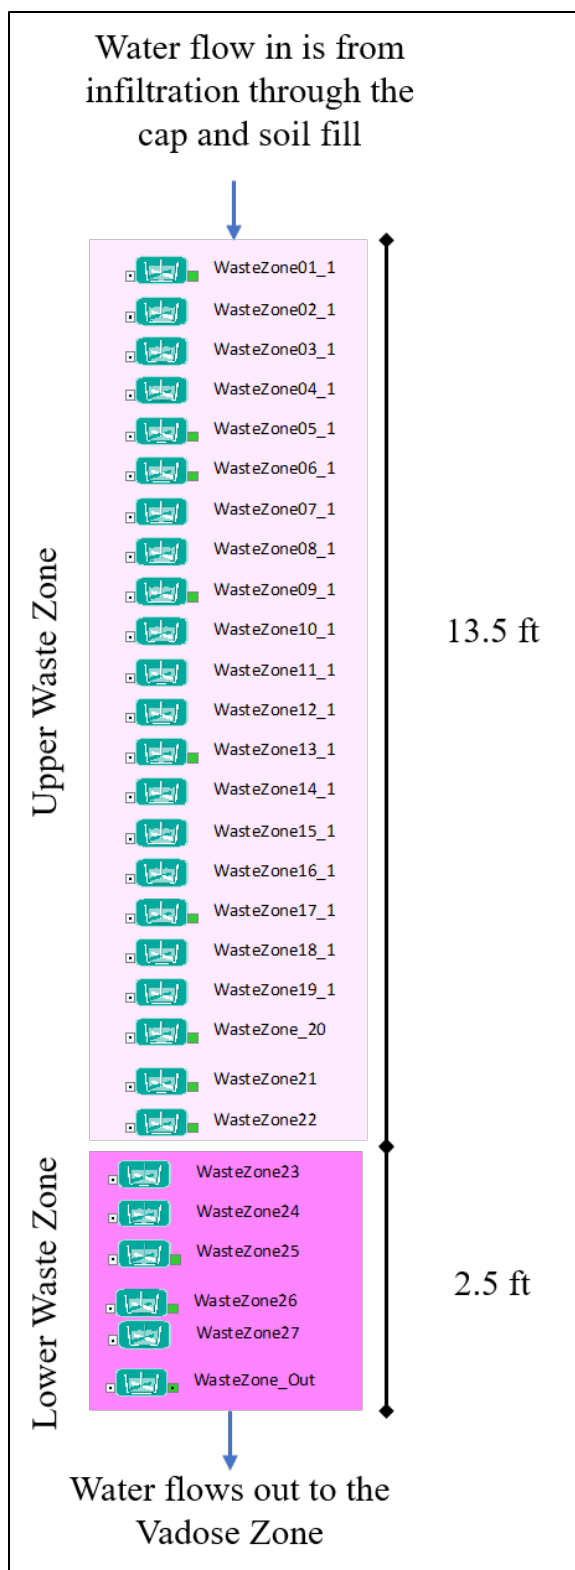 Water flow in is from
infiltration through the
cap and soil fill
Upper Waste Zone
WasteZone01_1
WasteZone02_1
WasteZone03_1
WasteZone04_1
WasteZone05_1
WasteZone06_1
WasteZone07_1
WasteZone08_1
WasteZone09_1
WasteZone10_1
WasteZone11_1
WasteZone12_1
WasteZone13_1
WasteZone14_1
WasteZone15_1
WasteZone16_1
WasteZone17_1
WasteZone18_1
WasteZone19_1
WasteZone_20
WasteZone21
WasteZone22
13.5 ft
Lower Waste Zone
WasteZone23
WasteZone24
WasteZone25
WasteZone26
WasteZone27
WasteZone_Out
2.5 ft
Water flows out to the
Vadose Zone